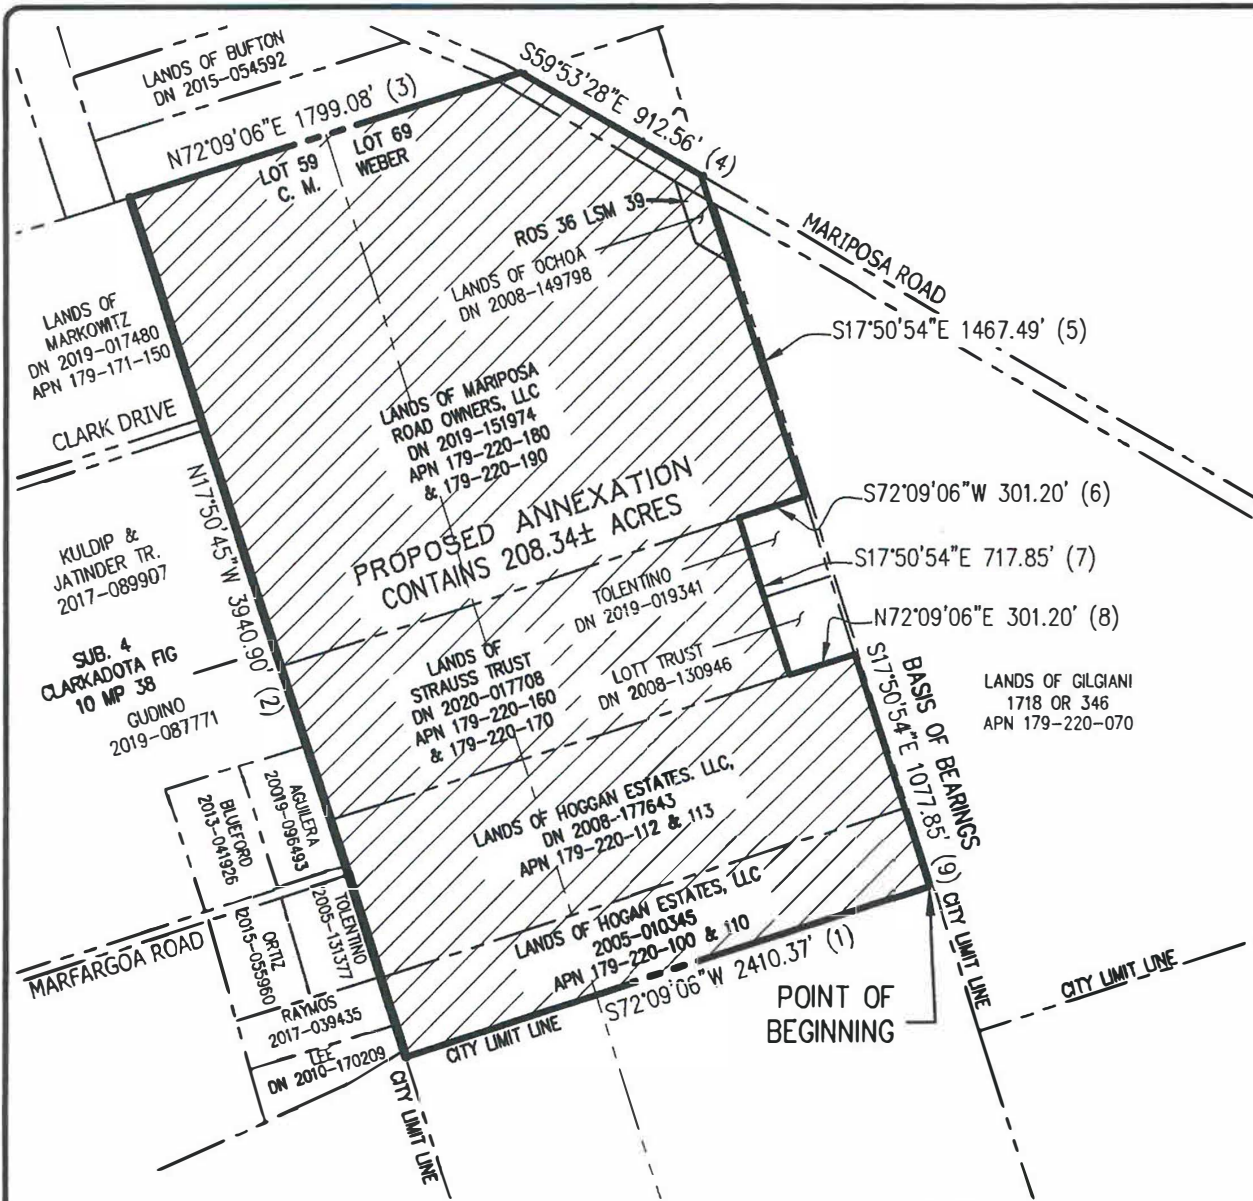 LANDS OF BUFTON
DN 2015-054592
N72°09'06"E 1799.08' (3)
S59°53'28"E 912.56' (4)
LOT 59
C. M.
LOT 69
WEBER
ROS 36 LSM 39
LANDS OF OCHOA
DN 2008-149798
MARIPOSA ROAD
LANDS OF
MARKOWITZ
DN 2019-017480
APN 179-171-150
S17°50'54"E 1467.49' (5)
CLARK DRIVE
LANDS OF MARIPOSA
ROAD OWNERS, LLC
DN 2019-151974
APN 179-220-180
& 179-220-190
N17°50'45"W 3940.90' (2)
PROPOSED ANNEXATION
CONTAINS 208.34± ACRES
S72°09'06"W 301.20' (6)
S17°50'54"E 717.85' (7)
N72°09'06"E 301.20' (8)
KULDIP &
JATINDER TR.
2017-089907
TOLENTINO
DN 2019-019341
SUB. 4
CLARKADOTA FIG
10 MP 38
GUDINO
2019-087771
LANDS OF
STRAUSS TRUST
DN 2020-017708
APN 179-220-160
& 179-220-170
LOTT TRUST
DN 2008-130946
BASIS OF BEARINGS
S17°50'54"E 1077.85' (9)
LANDS OF GILGIANI
1718 OR 346
APN 179-220-070
AGUILERA
20019-096493
BLUEFORD
2013-041926
LANDS OF HOGGAN ESTATES. LLC,
DN 2008-177643
APN 179-220-112 & 113
TOLENTINO
2005-131377
ORTIZ
2015-055960
MARFARGOA ROAD
LANDS OF HOGAN ESTATES, LLC
2005-010345
APN 179-220-100 & 110
S72°09'06"W 2410.37' (1)
RAYMOS
2017-039435
LEE
DN 2010-170209
CITY LIMIT LINE
CITY LIMIT LINE
CITY LIMIT LINE
CITY LIMIT LINE
POINT OF
BEGINNING